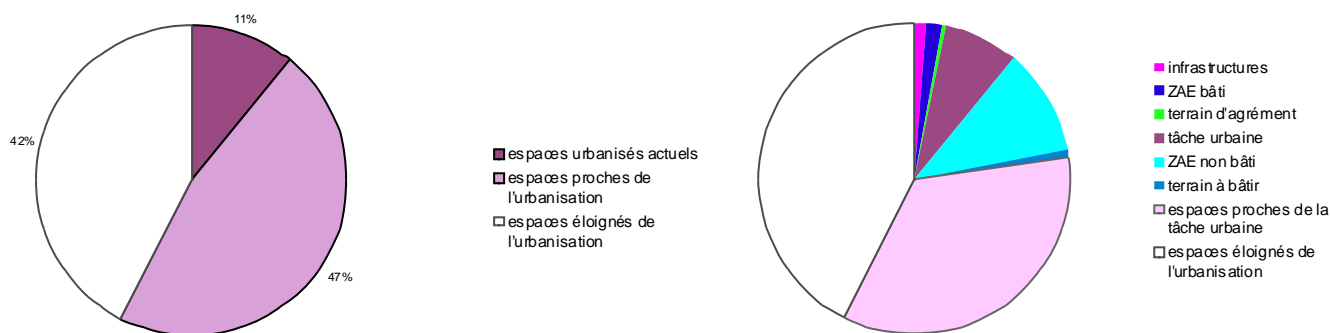 11%
42%
47%
espaces urbanisés actuels
espaces proches de
l'urbanisation
espaces éloignés de
l'urbanisation
infrastructures
ZAE bâti
terrain d'agrément
tâche urbaine
ZAE non bâti
terrain à bâtir
espaces proches de la
tâche urbaine
espaces éloignés de
l'urbanisation